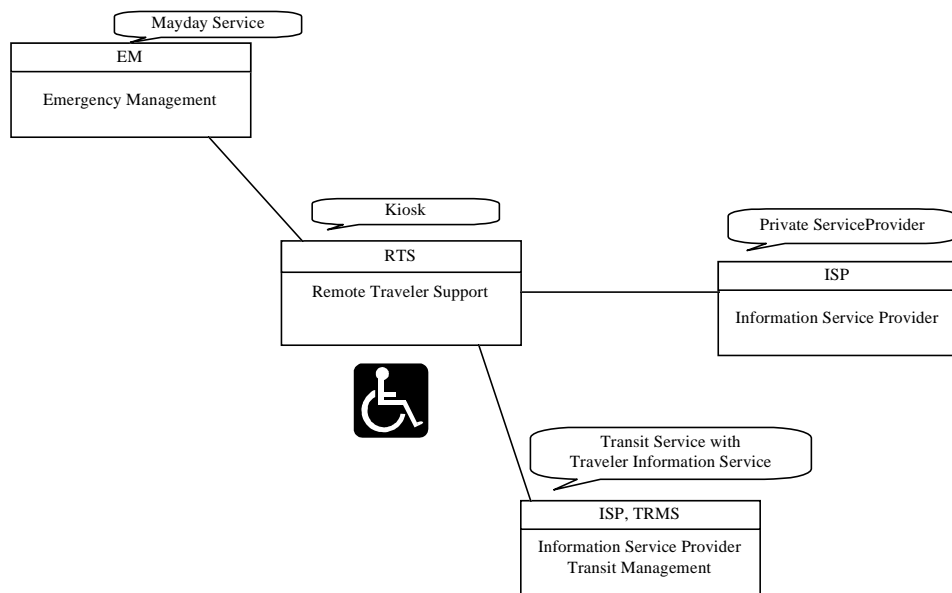 Mayday Service
EM
Emergency Management
Kiosk
RTS
Remote Traveler Support
Private ServiceProvider
ISP
Information Service Provider
Transit Service with
Traveler Information Service
ISP, TRMS
Information Service Provider
Transit Management